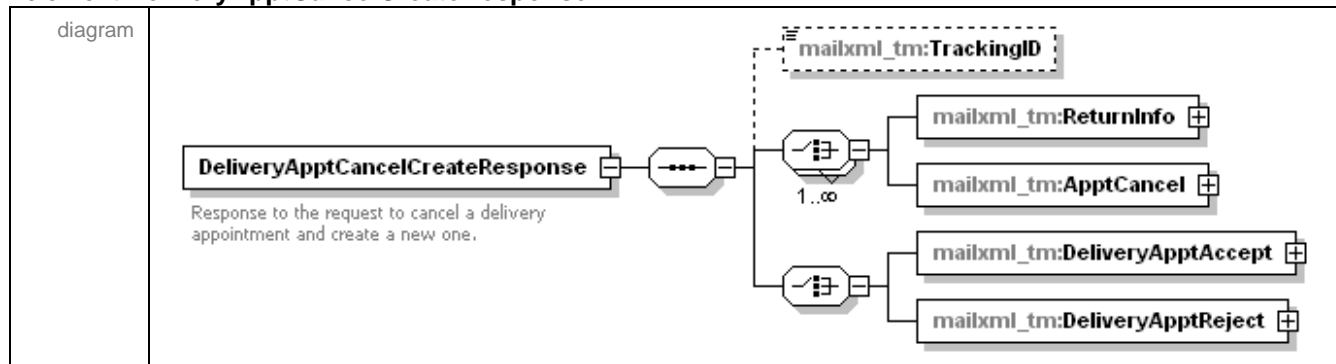 diagram
mailxml_tm:TrackingID
mailxml_tm:ReturnInfo
DeliveryApptCancelCreateResponse
1..∞
mailxml_tm:ApptCancel
Response to the request to cancel a delivery
appointment and create a new one.
mailxml_tm:DeliveryApptAccept
mailxml_tm:DeliveryApptReject